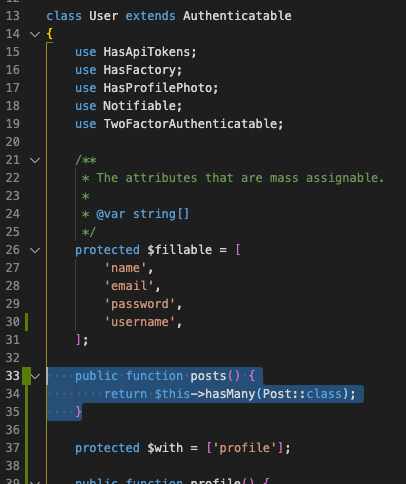 13 class User extends Authenticatable
14 {
15 use HasApiTokens;
16 use HasFactory;
17 use HasProfilePhoto;
18 use Notifiable;
19 use TwoFactorAuthenticatable;
20
21 /**
22 * The attributes that are mass assignable.
23 *
24 * @var string[]
25 */
26 protected $fillable = [
27 'name',
28 'email',
29 'password',
30 'username',
31 ];
32
33 public function posts() {
34 return $this->hasMany(Post::class);
35 }
36
37 protected $with = ['profile'];
38
39 public function profile() {